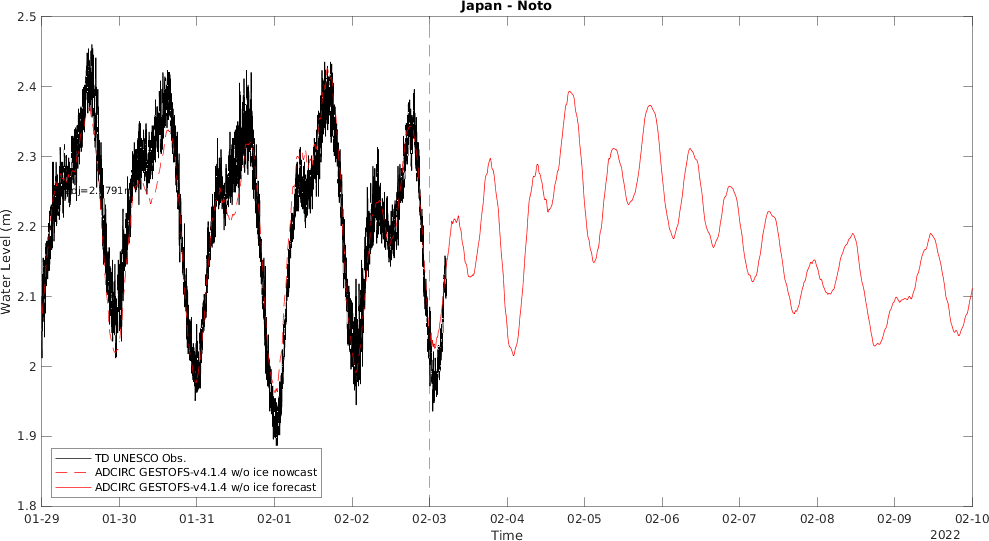 Japan - Noto
2.5
2.4
2.3
2.2
2.1
2
1.9
1.8
Water Level (m)
TD UNESCO Obs.
ADCIRC GESTOFS-v4.1.4 w/o ice nowcast
ADCIRC GESTOFS-v4.1.4 w/o ice forecast
01-29 01-30 01-31 02-01 02-02 02-03 02-04 02-05 02-06 02-07 02-08 02-09 02-10
Time
2022